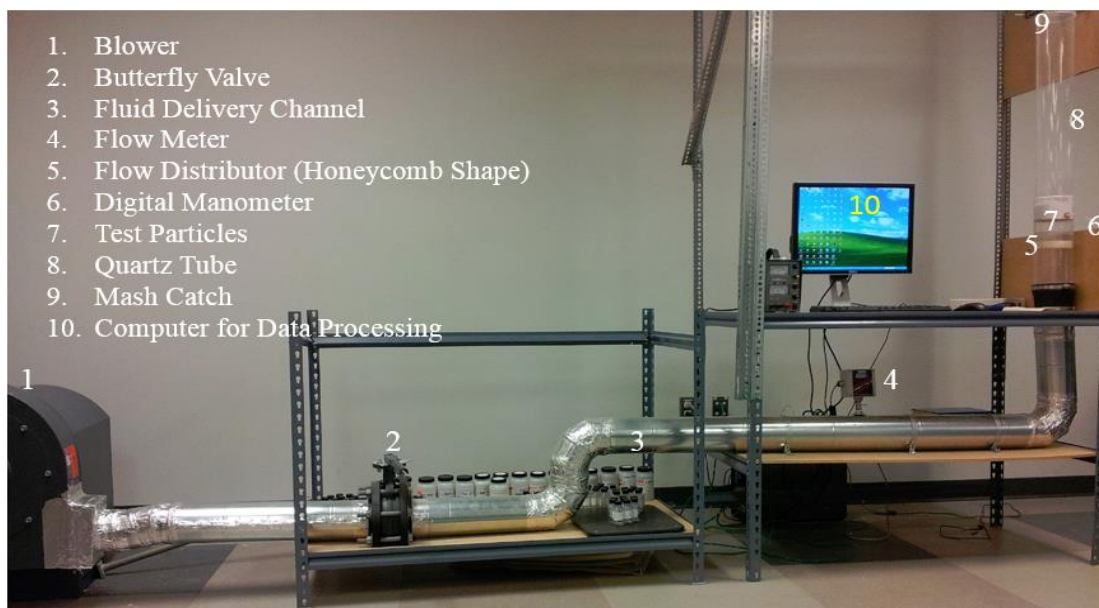 1. Blower
2. Butterfly Valve
3. Fluid Delivery Channel
4. Flow Meter
5. Flow Distributor (Honeycomb Shape)
6. Digital Manometer
7. Test Particles
8. Quartz Tube
9. Mash Catch
10. Computer for Data Processing
9
8
10
7
6
5
1
4
2
3